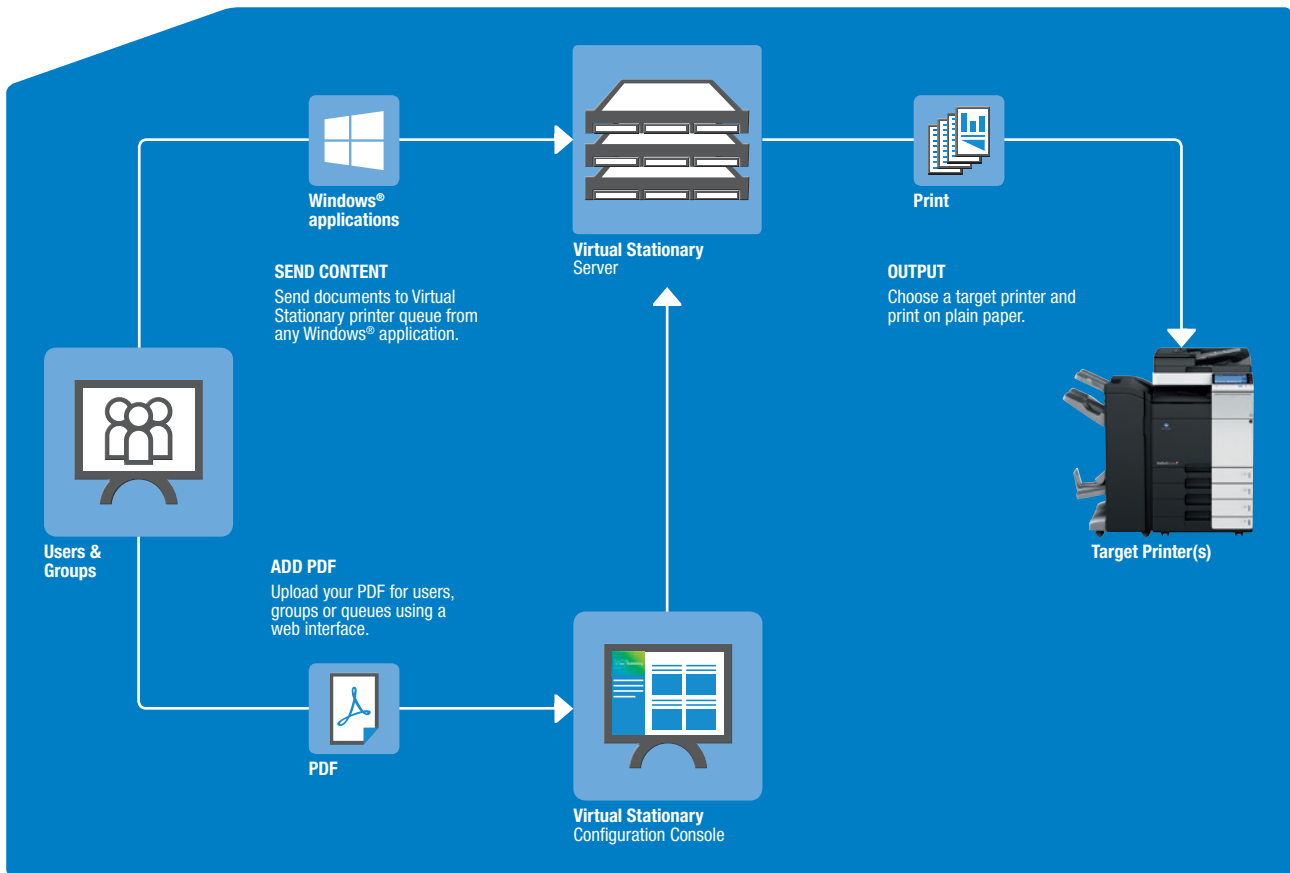 Windows®
applications
Virtual Stationary
Server
Print
SEND CONTENT
Send documents to Virtual
Stationary printer queue from
any Windows® application.
OUTPUT
Choose a target printer and
print on plain paper.
Users &
Groups
Target Printer(s)
ADD PDF
Upload your PDF for users,
groups or queues using a
web interface.
PDF
Virtual Stationary
Configuration Console